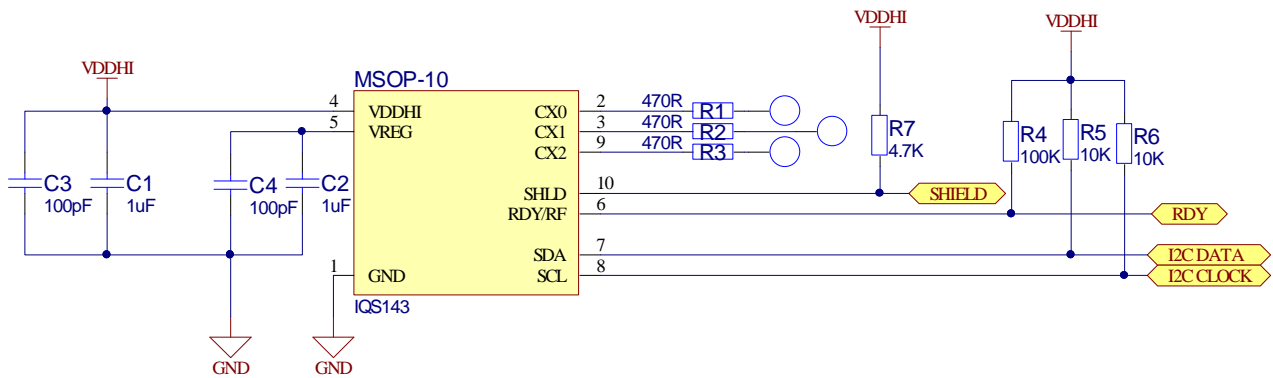 VDDHI
C3
100pF
C1
1uF
C4
100pF
C2
1uF
GND
GND
MSOP-10
4 VDDHI
5 VREG
1 GND
CX0 2
CX1 3
CX2 9
SHLD 10
RDY/RF 6
SDA 7
SCL 8
IQS143
470R R1
470R R2
470R R3
VDDHI
R7
4.7K
SHIELD
VDDHI
R4
100K
R5
10K
R6
10K
RDY
I2C DATA
I2C CLOCK